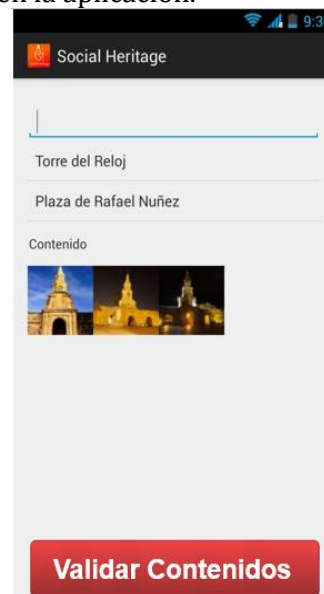 en la aplicación.
9:3
Social Heritage
Torre del Reloj
Plaza de Rafael Nuñez
Contenido
Validar Contenidos